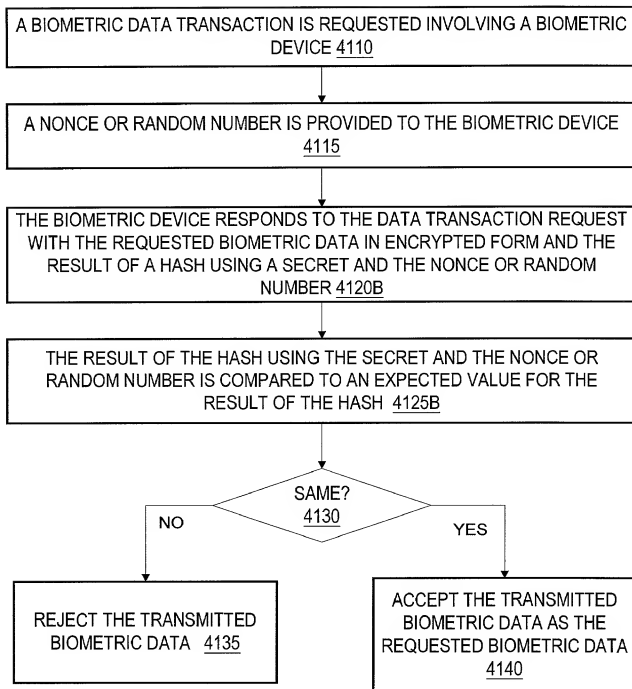 A BIOMETRIC DATA TRANSACTION IS REQUESTED INVOLVING A BIOMETRIC
DEVICE 4110
A NONCE OR RANDOM NUMBER IS PROVIDED TO THE BIOMETRIC DEVICE
4115
THE BIOMETRIC DEVICE RESPONDS TO THE DATA TRANSACTION REQUEST
WITH THE REQUESTED BIOMETRIC DATA IN ENCRYPTED FORM AND THE
RESULT OF A HASH USING A SECRET AND THE NONCE OR RANDOM
NUMBER 4120B
THE RESULT OF THE HASH USING THE SECRET AND THE NONCE OR
RANDOM NUMBER IS COMPARED TO AN EXPECTED VALUE FOR THE
RESULT OF THE HASH 4125B
SAME?
4130
NO
YES
REJECT THE TRANSMITTED
BIOMETRIC DATA 4135
ACCEPT THE TRANSMITTED
BIOMETRIC DATA AS THE
REQUESTED BIOMETRIC DATA
4140